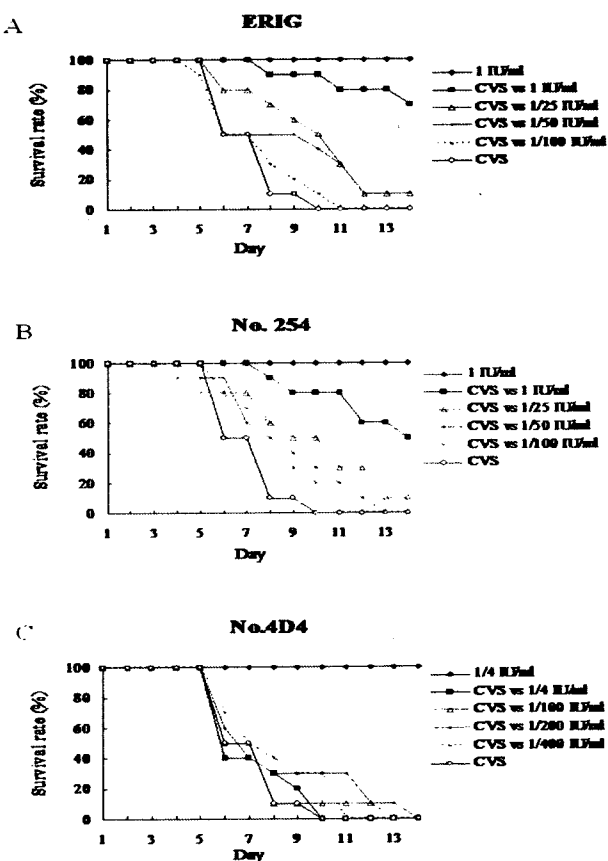 A
ERIG
Survival rate (%)
100
80
60
40
20
0
1 3 5 7 9 11 13
Day
1 IU/ml
CVS vs 1 IU/ml
CVS vs 1/25 IU/ml
CVS vs 1/50 IU/ml
CVS vs 1/100 IU/ml
CVS
B
No. 254
Survival rate (%)
100
80
60
40
20
0
1 3 5 7 9 11 13
Day
1 IU/ml
CVS vs 1 IU/ml
CVS vs 1/25 IU/ml
CVS vs 1/50 IU/ml
CVS vs 1/100 IU/ml
CVS
C
No.4D4
Survival rate (%)
100
80
60
40
20
0
1 3 5 7 9 11 13
Day
1/4 IU/ml
CVS vs 1/4 IU/ml
CVS vs 1/100 IU/ml
CVS vs 1/200 IU/ml
CVS vs 1/400 IU/ml
CVS